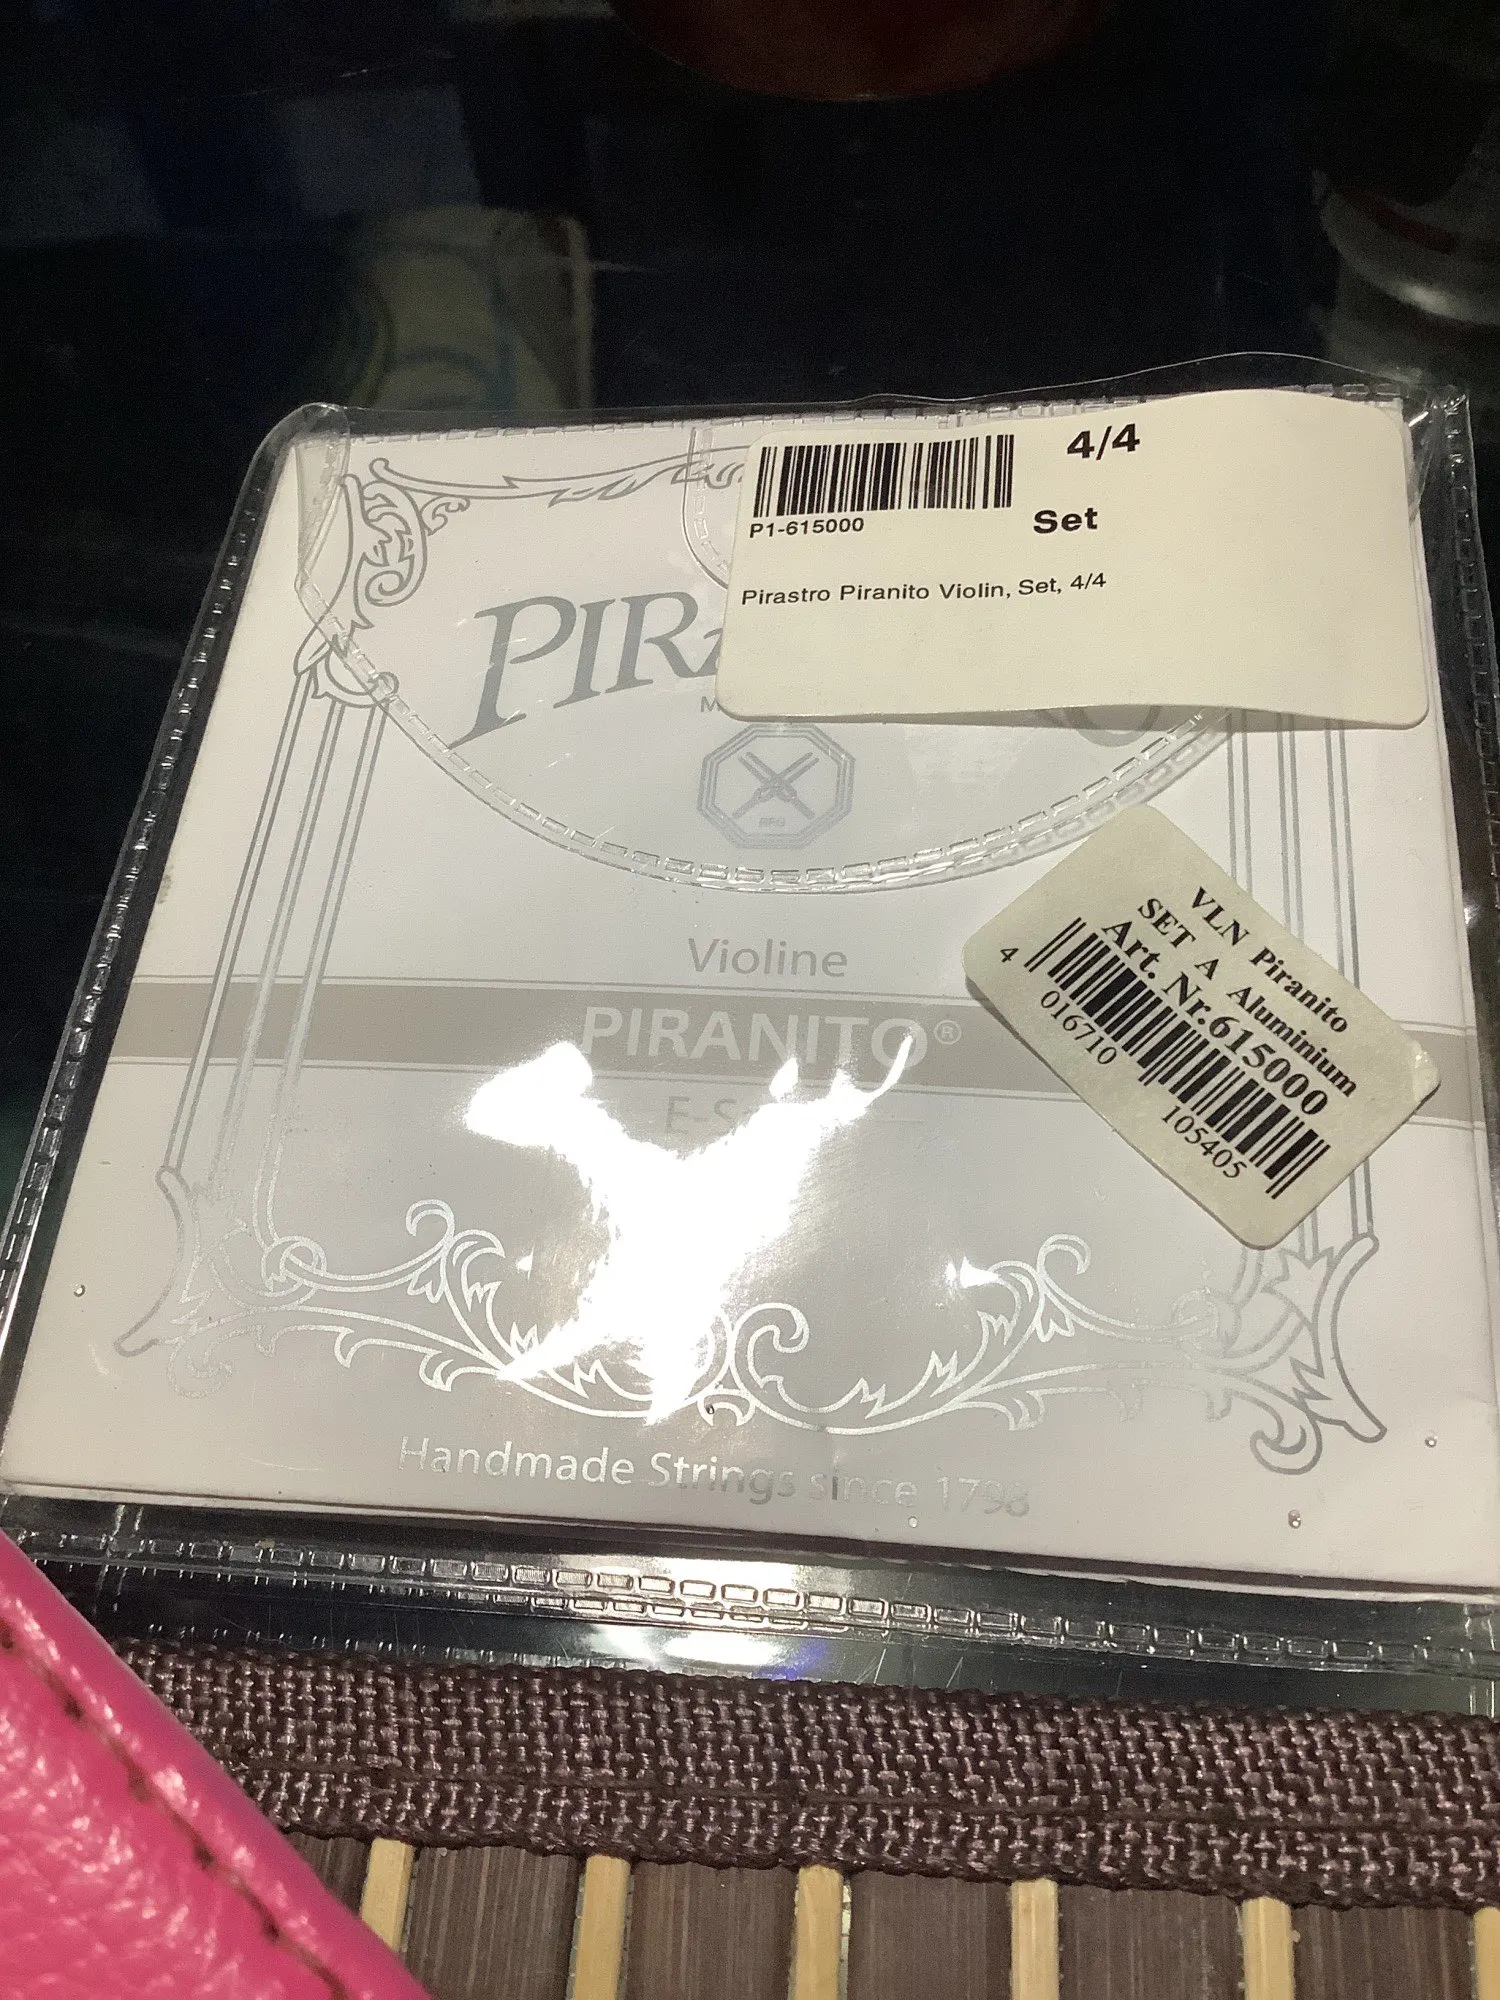 4/4
P1-615000
Set
Pirastro Piranito Violin, Set, 4/4
PIR
VLN Piranito
SET A Aluminium
Art. Nr.615000
4 016710 105405
Violine
PIRANITO®
Handmade Strings since 1798